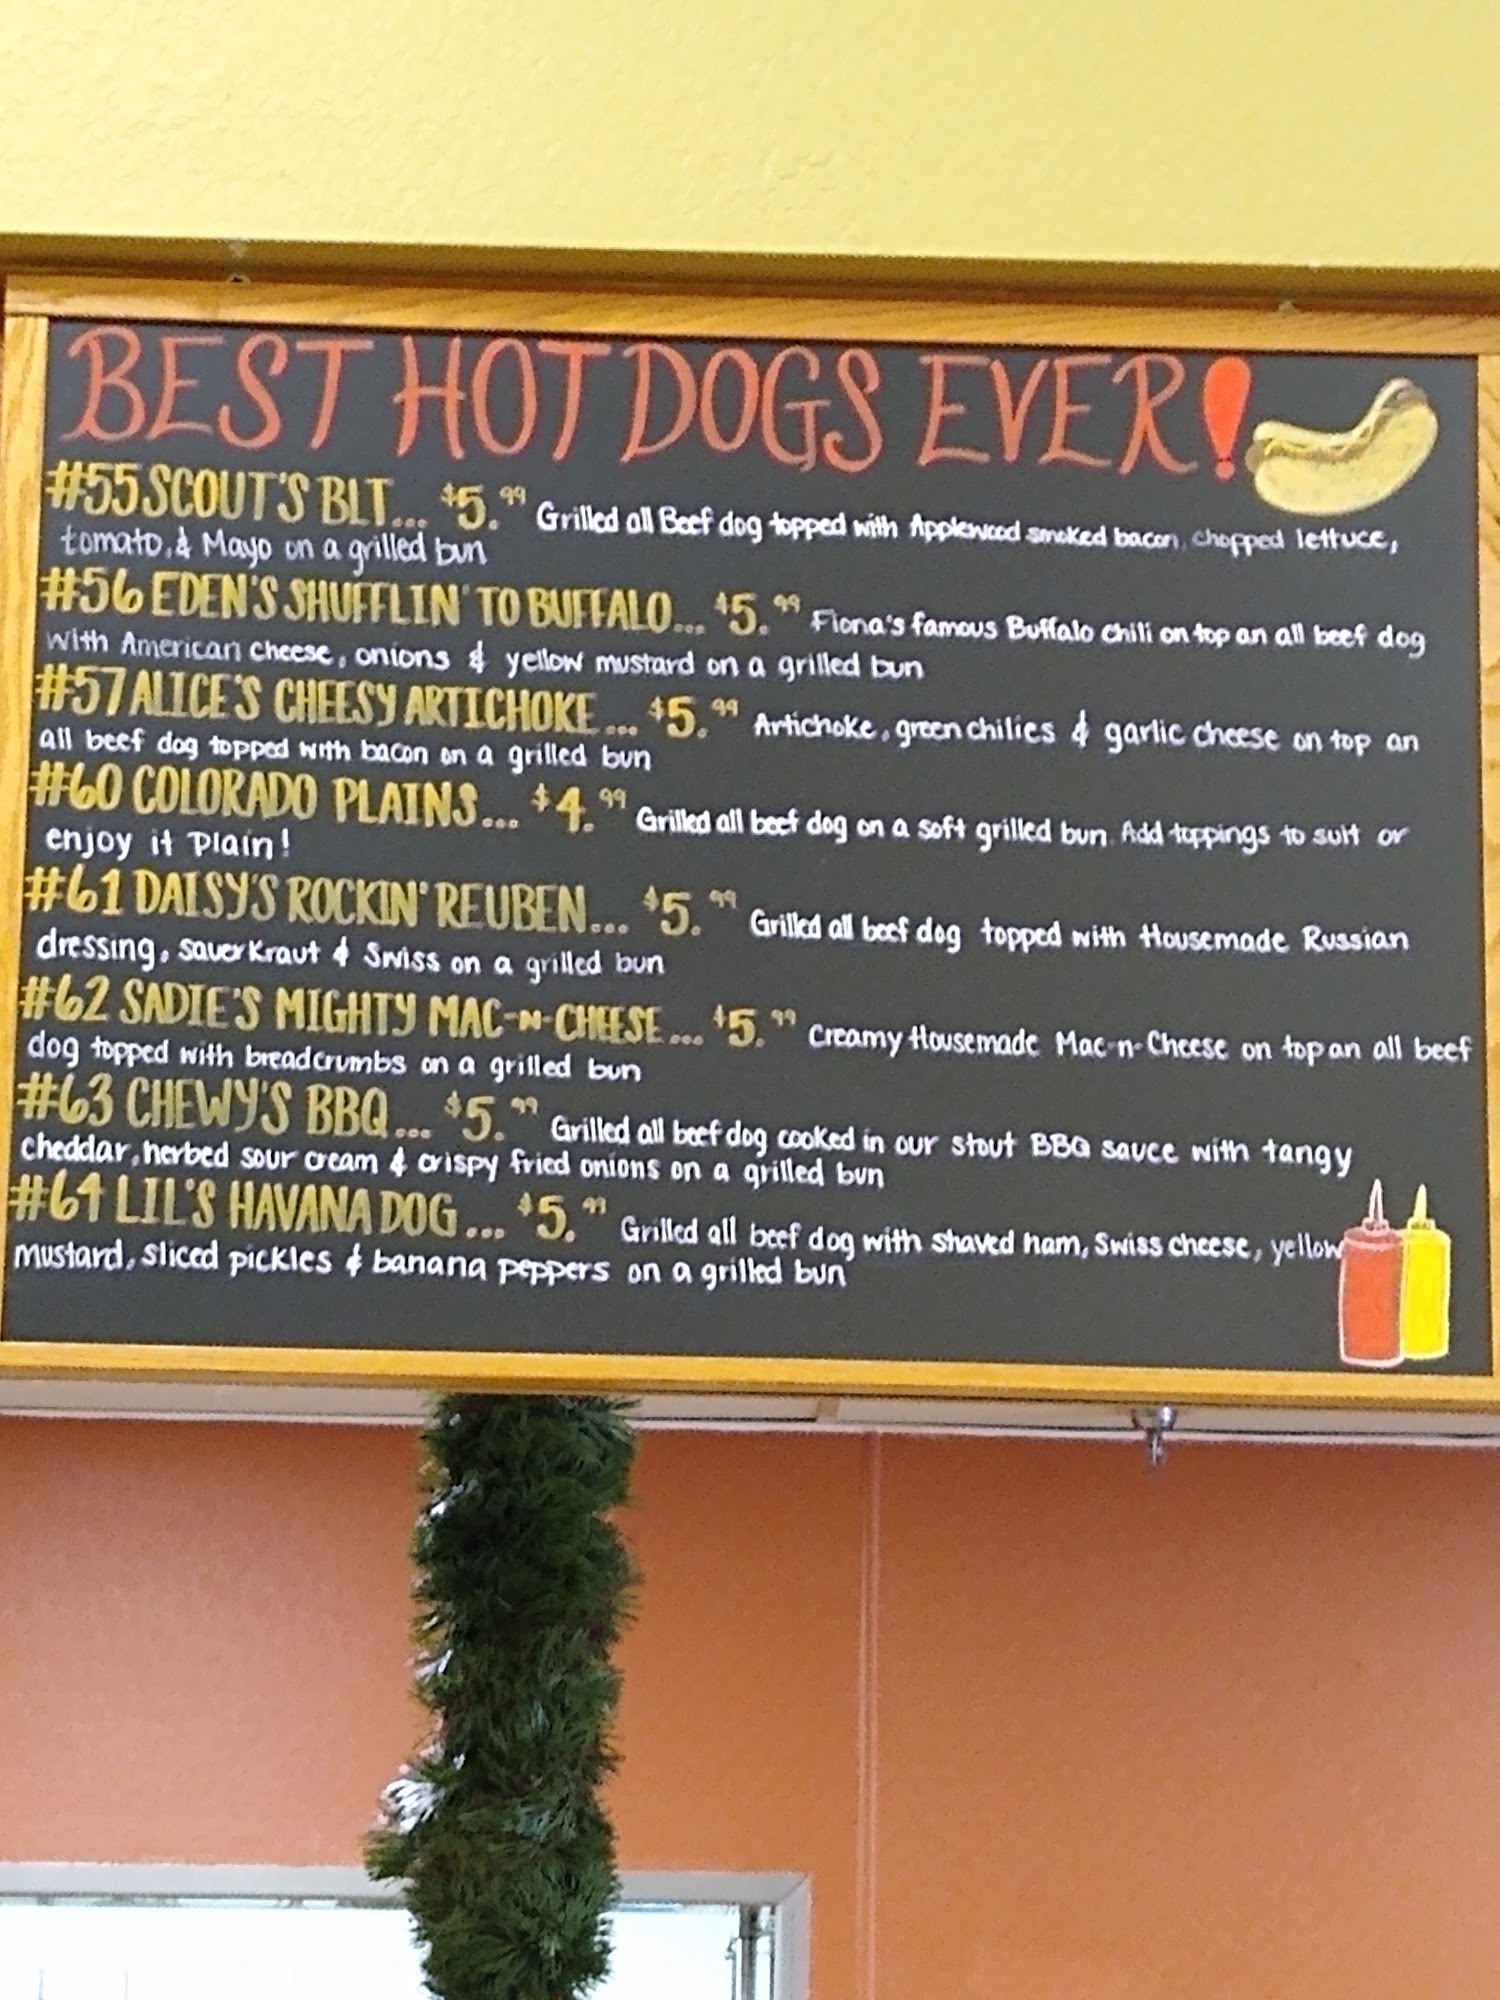 BEST HOT DOGS EVER!
#55 SCOUT'S BLT... $5.99 Grilled all Beef dog topped with Applewood smoked bacon, chopped lettuce,
tomato, & Mayo on a grilled bun
#56 EDEN'S SHUFFLIN' TO BUFFALO... $5.99 Fiona's famous Buffalo chili on top an all beef dog
with American cheese, onions & yellow mustard on a grilled bun
#57 ALICE'S CHEESY ARTICHOKE... $5.99 Artichoke, green chilies & garlic cheese on top an
all beef dog topped with bacon on a grilled bun
#60 COLORADO PLAINS... $4.99 Grilled all beef dog on a soft grilled bun. Add toppings to suit or
enjoy it Plain!
#61 DAISY'S ROCKIN' REUBEN... $5.99 Grilled all beef dog topped with Housemade Russian
dressing, sauerkraut & Swiss on a grilled bun
#62 SADIE'S MIGHTY MAC-N-CHEESE... $5.99 Creamy Housemade Mac-n-Cheese on top an all beef
dog topped with breadcrumbs on a grilled bun
#63 CHEWY'S BBQ... $5.99 Grilled all beef dog cooked in our stout BBQ sauce with tangy
cheddar, herbed sour cream & crispy fried onions on a grilled bun
#64 LIL'S HAVANA DOG... $5.99 Grilled all beef dog with shaved ham, Swiss cheese, yellow
mustard, sliced pickles & banana peppers on a grilled bun